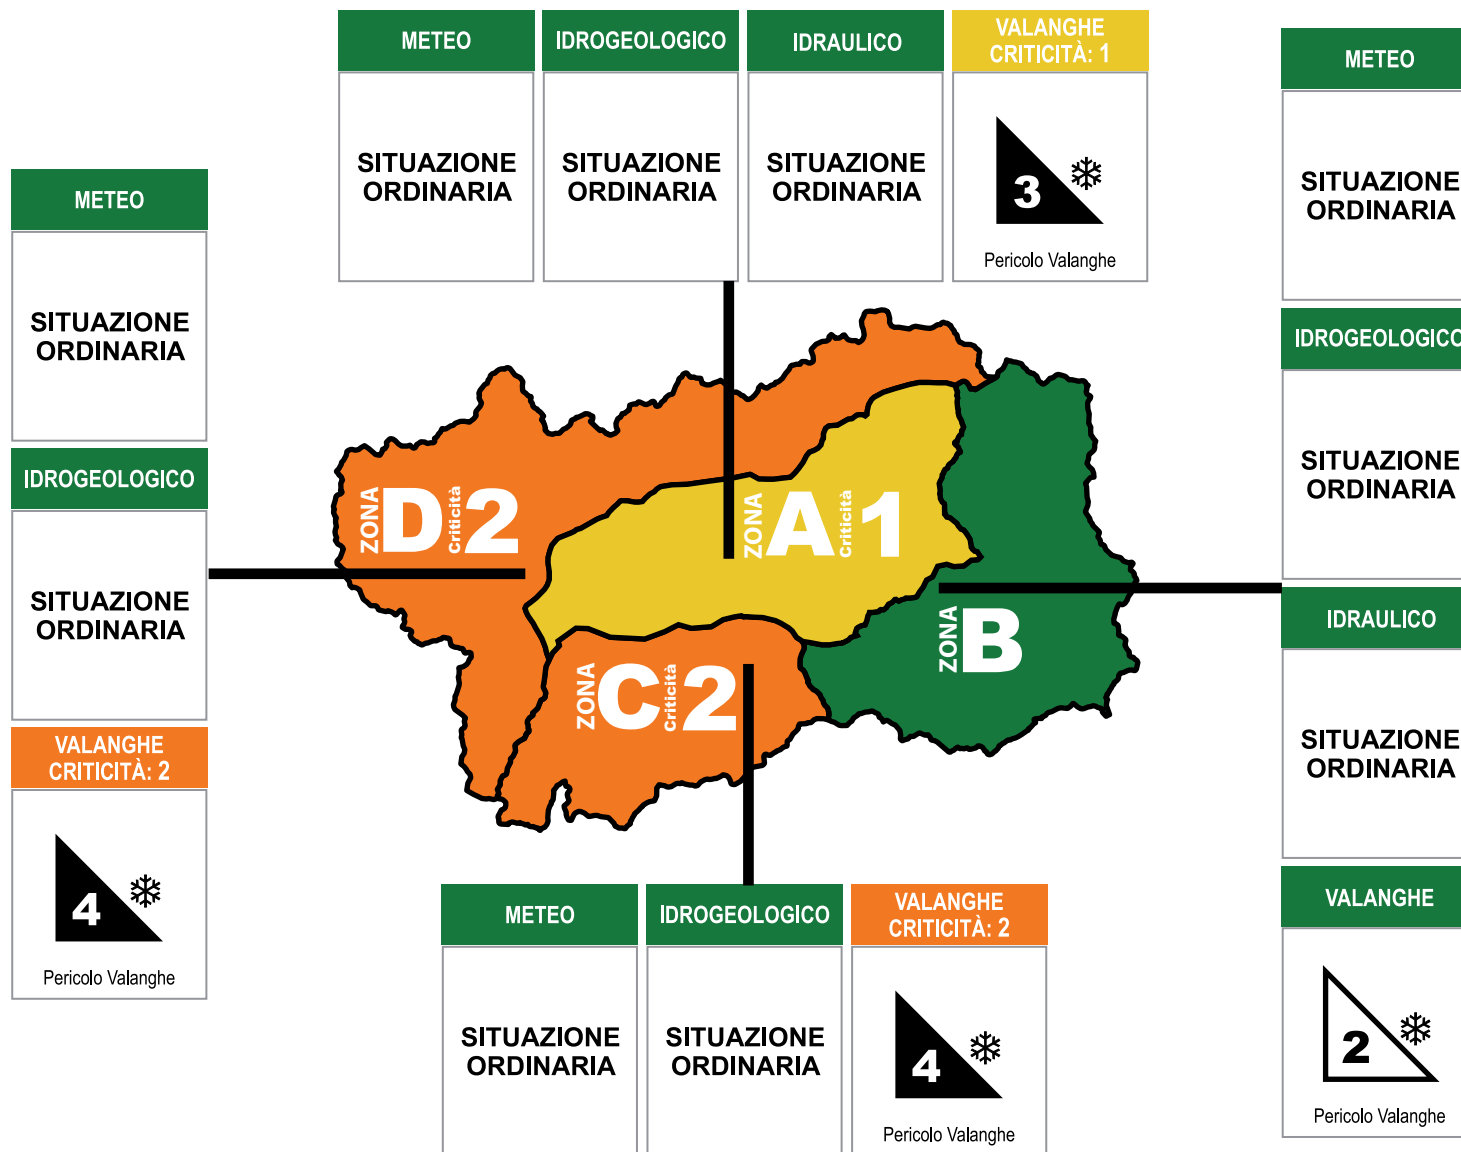 METEO
SITUAZIONE
ORDINARIA
IDROGEOLOGICO
SITUAZIONE
ORDINARIA
IDRAULICO
SITUAZIONE
ORDINARIA
VALANGHE
CRITICITÀ: 1
3
Pericolo Valanghe
METEO
SITUAZIONE
ORDINARIA
IDROGEOLOGICO
SITUAZIONE
ORDINARIA
VALANGHE
CRITICITÀ: 2
4
Pericolo Valanghe
ZONA D Criticità 2
ZONA A Criticità 1
ZONA B
ZONA C Criticità 2
METEO
SITUAZIONE
ORDINARIA
IDROGEOLOGICO
SITUAZIONE
ORDINARIA
IDRAULICO
SITUAZIONE
ORDINARIA
VALANGHE
2
Pericolo Valanghe
METEO
SITUAZIONE
ORDINARIA
IDROGEOLOGICO
SITUAZIONE
ORDINARIA
VALANGHE
CRITICITÀ: 2
4
Pericolo Valanghe